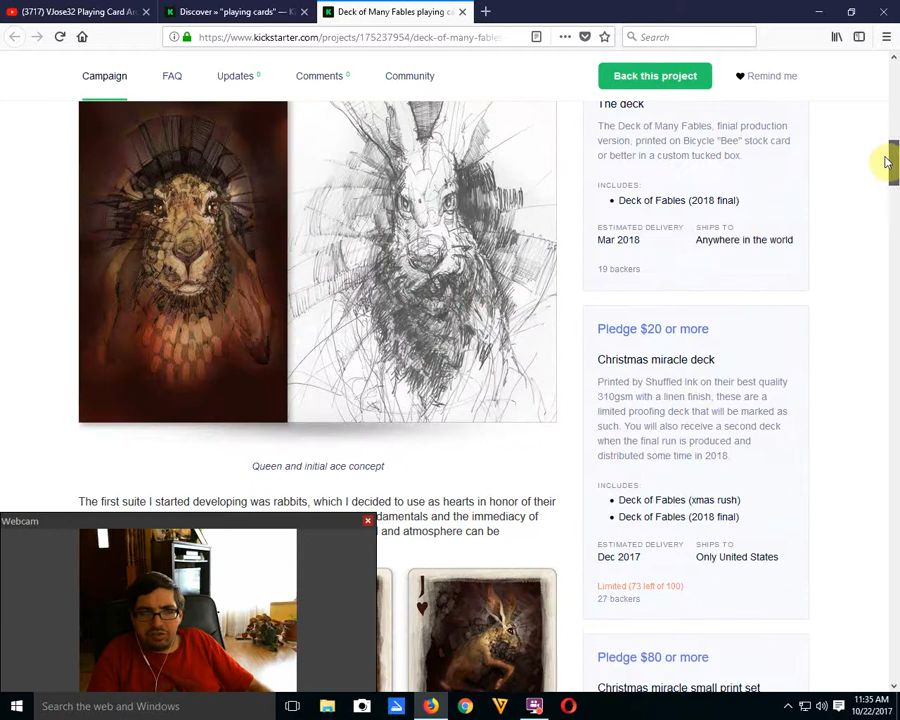 (3717) VJose32 Playing Card Arc
Discover » "playing cards" — Ki
Deck of Many Fables playing c
https://www.kickstarter.com/projects/175237954/deck-of-many-fables
Search
Campaign
FAQ
Updates 0
Comments 0
Community
Back this project
Remind me
The deck
The Deck of Many Fables, finial production
version, printed on Bicycle "Bee" stock card
or better in a custom tucked box.
INCLUDES:
• Deck of Fables (2018 final)
ESTIMATED DELIVERY
Mar 2018
SHIPS TO
Anywhere in the world
19 backers
Pledge $20 or more
Christmas miracle deck
Printed by Shuffled Ink on their best quality
310gsm with a linen finish, these are a
limited proofing deck that will be marked as
such. You will also receive a second deck
when the final run is produced and
distributed some time in 2018.
INCLUDES:
• Deck of Fables (xmas rush)
• Deck of Fables (2018 final)
ESTIMATED DELIVERY
Dec 2017
SHIPS TO
Only United States
Limited (73 left of 100)
27 backers
Pledge $80 or more
Christmas miracle small print set
Queen and initial ace concept
The first suite I started developing was rabbits, which I decided to use as hearts in honor of their
damentals and the immediacy of
and atmosphere can be
Webcam
J
Search the web and Windows
11:35 AM
10/22/2017